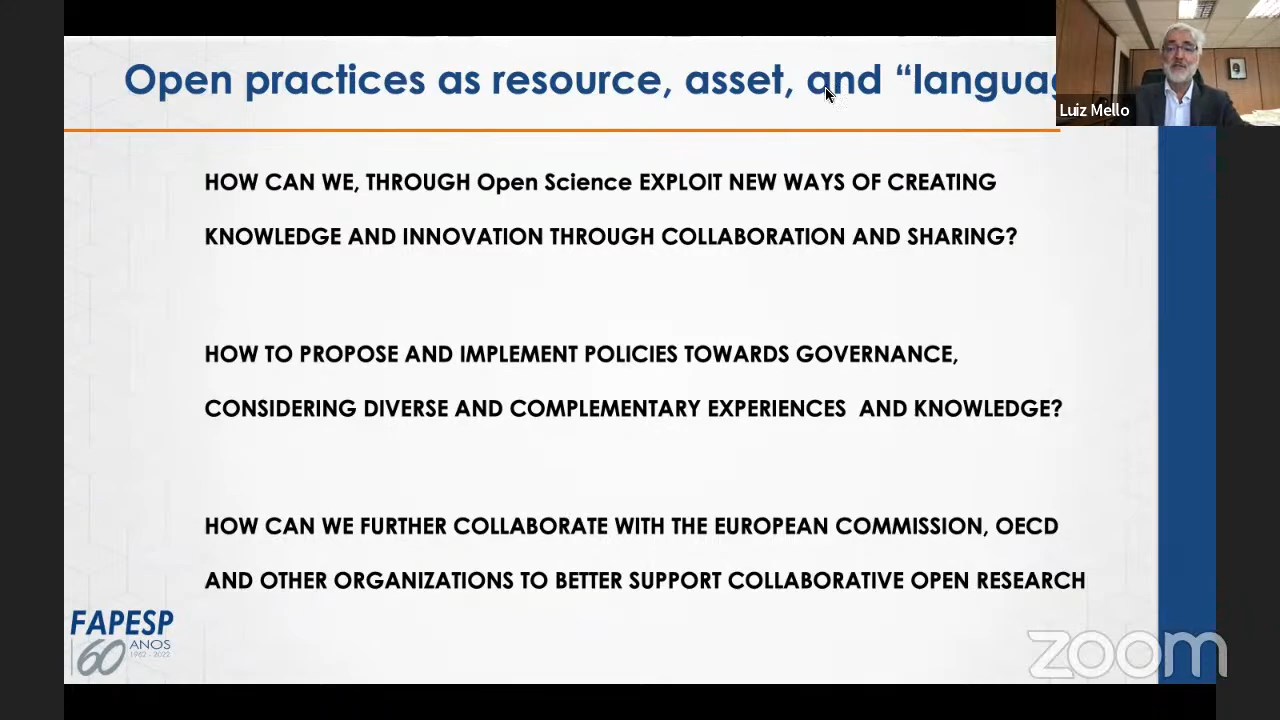 Open practices as resource, asset, and “langua
Luiz Mello
HOW CAN WE, THROUGH Open Science EXPLOIT NEW WAYS OF CREATING
KNOWLEDGE AND INNOVATION THROUGH COLLABORATION AND SHARING?
HOW TO PROPOSE AND IMPLEMENT POLICIES TOWARDS GOVERNANCE,
CONSIDERING DIVERSE AND COMPLEMENTARY EXPERIENCES AND KNOWLEDGE?
HOW CAN WE FURTHER COLLABORATE WITH THE EUROPEAN COMMISSION, OECD
AND OTHER ORGANIZATIONS TO BETTER SUPPORT COLLABORATIVE OPEN RESEARCH
FAPESP
60 ANOS
1962 - 2022
zoom